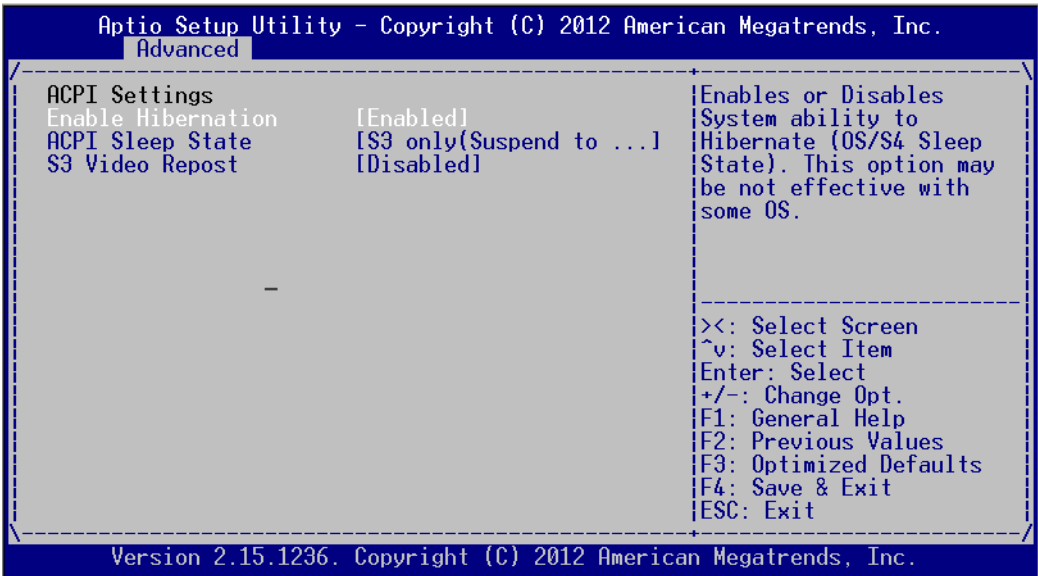 Aptio Setup Utility - Copyright (C) 2012 American Megatrends, Inc.
Advanced
ACPI Settings
Enable Hibernation [Enabled]
ACPI Sleep State [S3 only(Suspend to ...]
S3 Video Repost [Disabled]
Enables or Disables
System ability to
Hibernate (OS/S4 Sleep
State). This option may
be not effective with
some OS.
><: Select Screen
^v: Select Item
Enter: Select
+/-: Change Opt.
F1: General Help
F2: Previous Values
F3: Optimized Defaults
F4: Save & Exit
ESC: Exit
Version 2.15.1236. Copyright (C) 2012 American Megatrends, Inc.